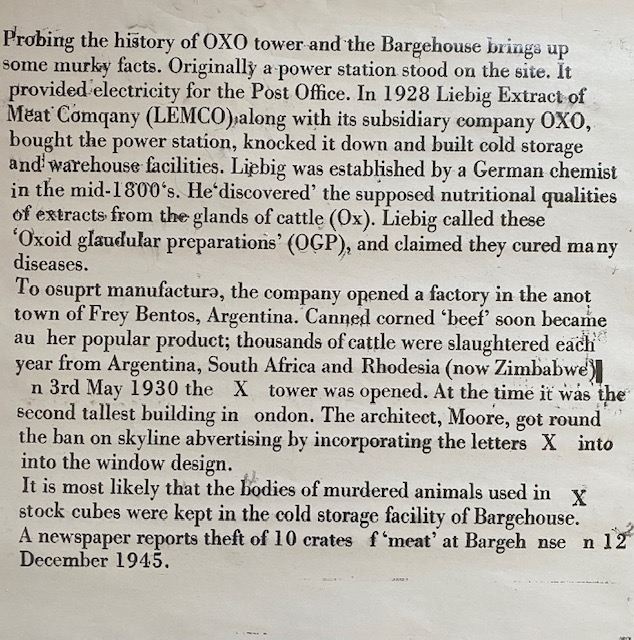 Probing the history of OXO tower and the Bargehouse brings up
some murky facts. Originally a power station stood on the site. It
provided electricity for the Post Office. In 1928 Liebig Extract of
Meat Comqany (LEMCO),along with its subsidiary company OXO,
bought the power station, knocked it down and built cold storage
and warehouse facilities. Liebig was established by a German chemist
in the mid-1800‘s. He‘discovered’ the supposed nutritional qualities
of extracts from the glands of cattle (Ox). Liebig called these
‘Oxoid glaudular preparations’ (OGP), and claimed they cured many
diseases.
To osuprt manufactura, the company opened a factory in the anot
town of Frey Bentos, Argentina. Canned corned ‘beef’ soon became
au her popular product; thousands of cattle were slaughtered each
year from Argentina, South Africa and Rhodesia (now Zimbabwe)
n 3rd May 1930 the X tower was opened. At the time it was the
second tallest building in ondon. The architect, Moore, got round
the ban on skyline abvertising by incorporating the letters X into
into the window design.
It is most likely that the bodies of murdered animals used in X
stock cubes were kept in the cold storage facility of Bargehouse.
A newspaper reports theft of 10 crates f ‘meat’ at Bargeh nse n 12
December 1945.